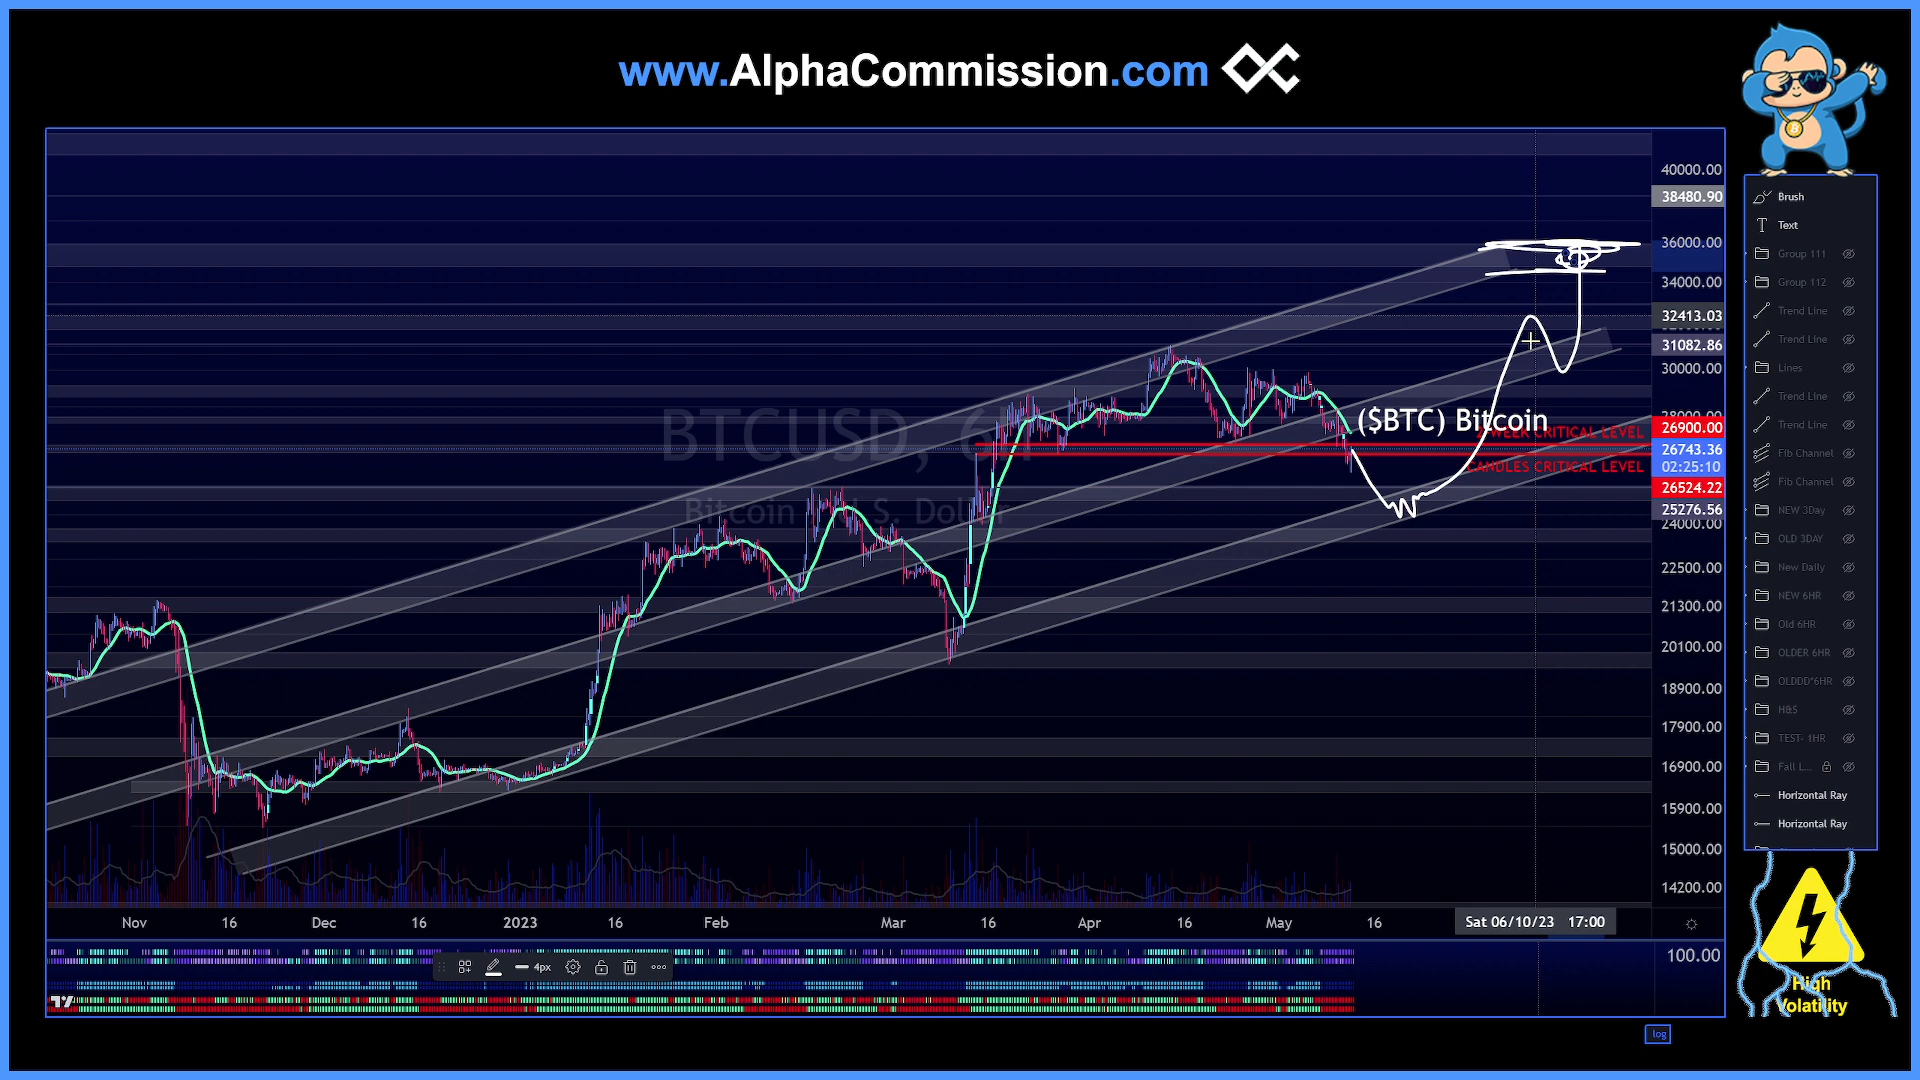 www.AlphaCommission.com
BTCUSD, 6H
($BTC) Bitcoin
2 WEEK CRITICAL LEVEL
CANDLES CRITICAL LEVEL
40000.00
38480.90
36000.00
34000.00
32413.03
31082.86
30000.00
28000.00
26900.00
26743.36
02:25:10
26524.22
25276.56
24000.00
22500.00
21300.00
20100.00
18900.00
17900.00
16900.00
15900.00
15000.00
14200.00
Nov 16 Dec 16 2023 16 Feb Mar 16 Apr 16 May 16 Sat 06/10/23 17:00
100.00
4px
log
Brush
Text
Group 111
Group 112
Trend Line
Trend Line
Lines
Trend Line
Trend Line
Fib Channel
Fib Channel
NEW 3Day
OLD 3DAY
New Daily
NEW 6HR
Old 6HR
OLDER 6HR
OLDDD*6HR
H&S
TEST- 1HR
Fall L...
Horizontal Ray
Horizontal Ray
High
Volatility